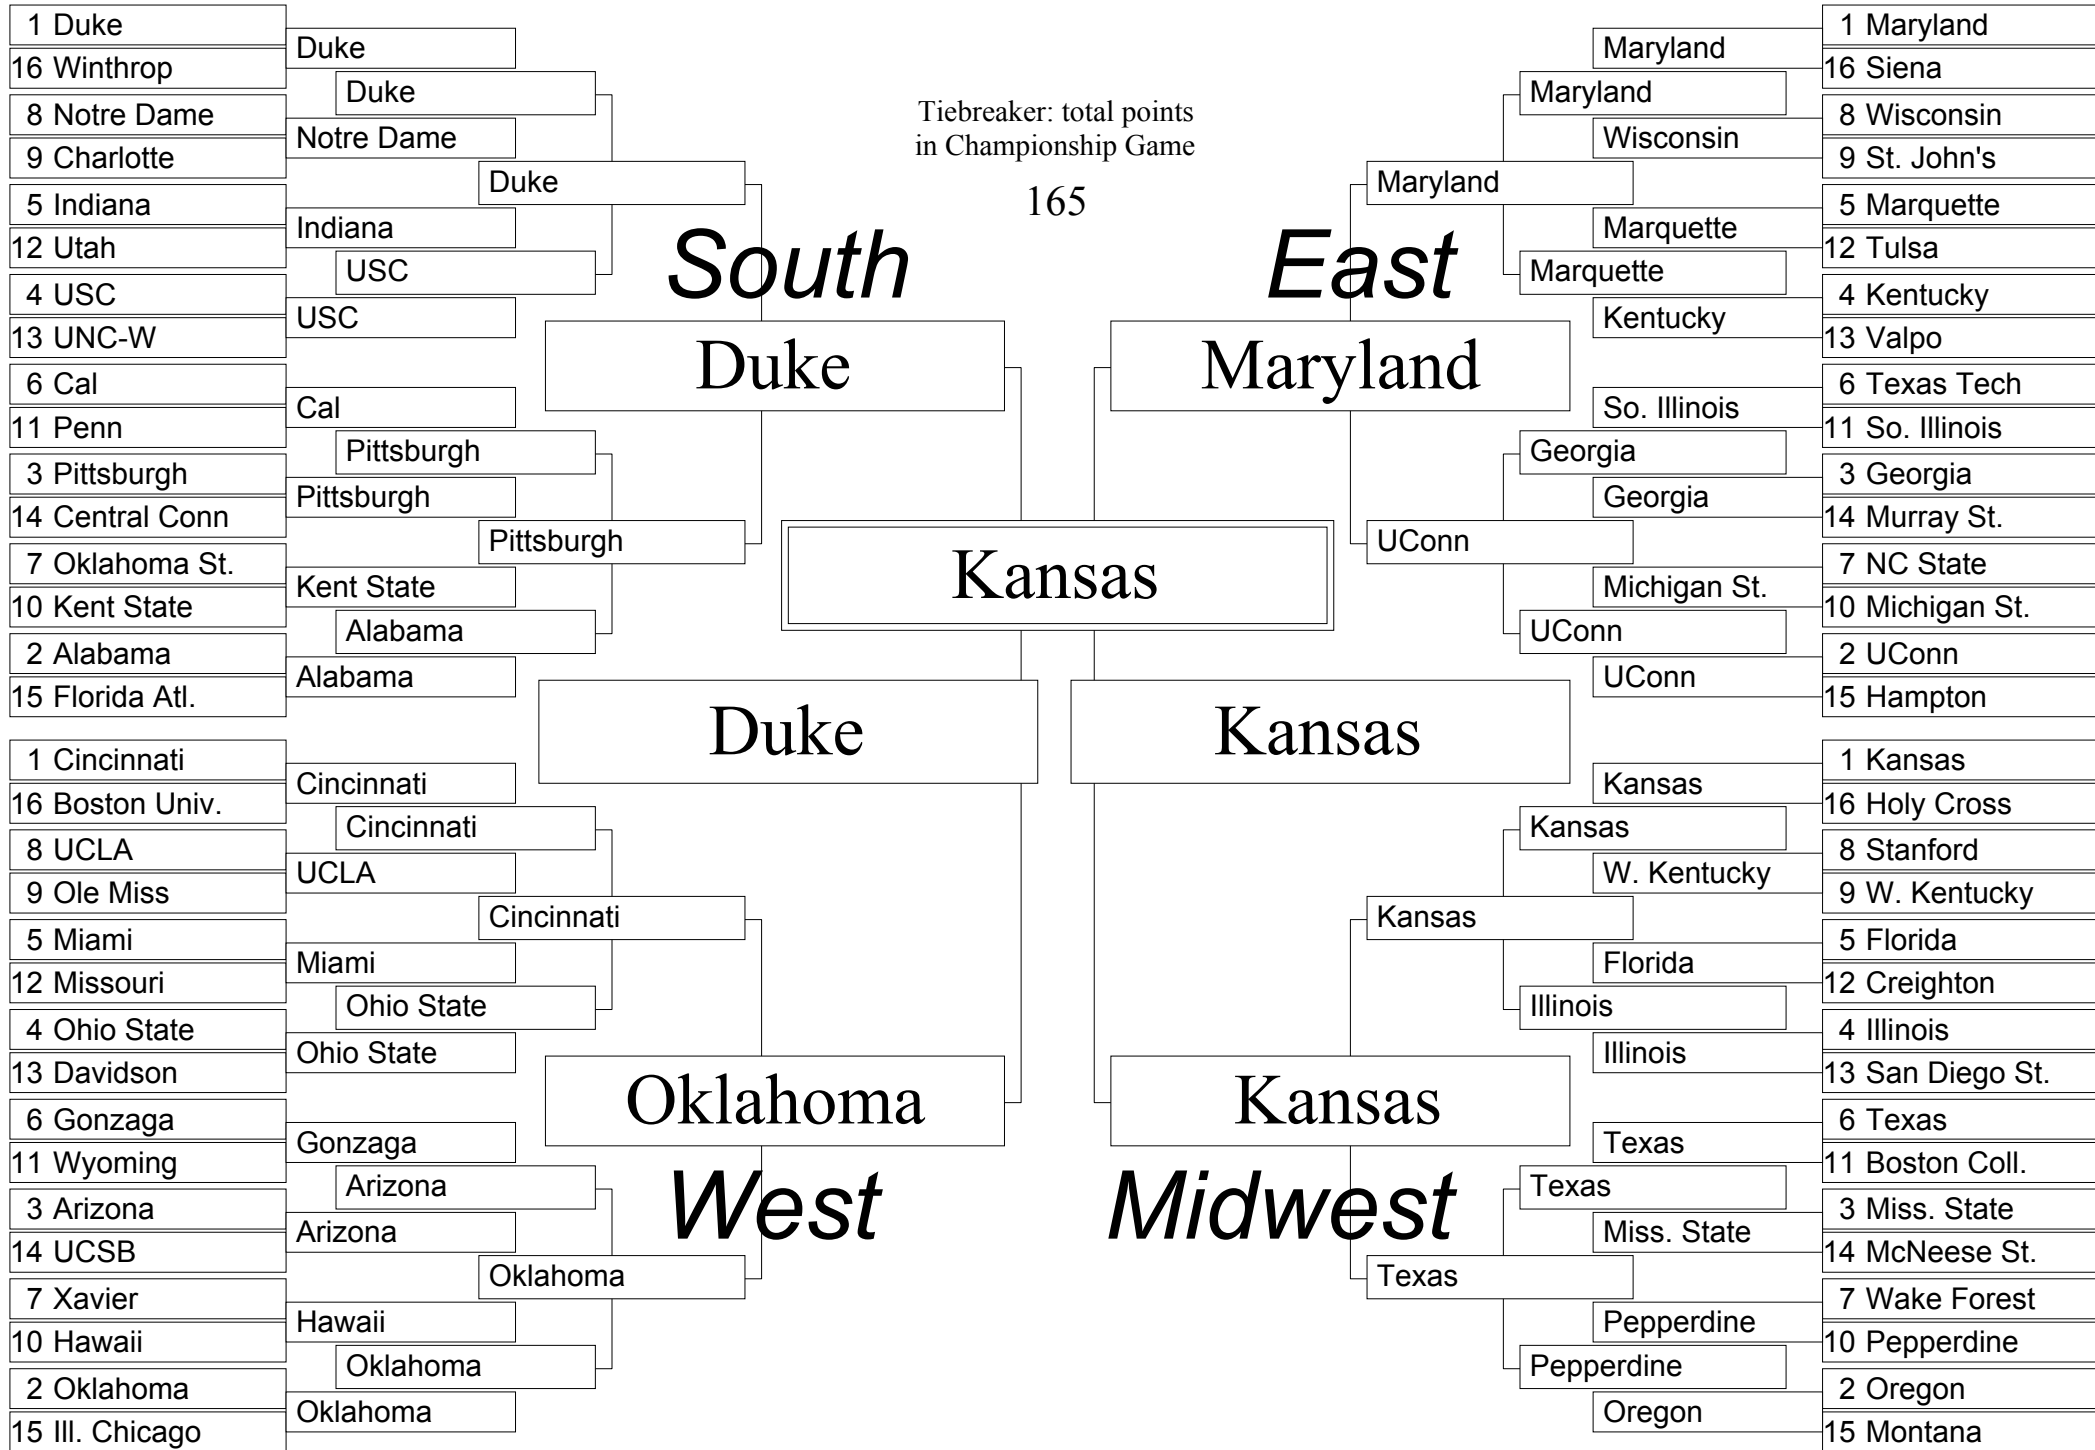 1 Duke
16 Winthrop
8 Notre Dame
9 Charlotte
5 Indiana
12 Utah
4 USC
13 UNC-W
6 Cal
11 Penn
3 Pittsburgh
14 Central Conn
7 Oklahoma St.
10 Kent State
2 Alabama
15 Florida Atl.
Duke
Notre Dame
Indiana
USC
Cal
Pittsburgh
Kent State
Alabama
Duke
USC
Pittsburgh
Alabama
Duke
Pittsburgh
South
Duke
1 Cincinnati
16 Boston Univ.
8 UCLA
9 Ole Miss
5 Miami
12 Missouri
4 Ohio State
13 Davidson
6 Gonzaga
11 Wyoming
3 Arizona
14 UCSB
7 Xavier
10 Hawaii
2 Oklahoma
15 Ill. Chicago
Cincinnati
UCLA
Miami
Ohio State
Gonzaga
Arizona
Hawaii
Oklahoma
Cincinnati
Ohio State
Arizona
Oklahoma
Cincinnati
Oklahoma
Oklahoma
West
Tiebreaker: total points
in Championship Game
165
Kansas
Duke
Kansas
East
Maryland
Maryland
UConn
Maryland
Marquette
Georgia
UConn
Maryland
Wisconsin
Marquette
Kentucky
So. Illinois
Georgia
Michigan St.
UConn
1 Maryland
16 Siena
8 Wisconsin
9 St. John's
5 Marquette
12 Tulsa
4 Kentucky
13 Valpo
6 Texas Tech
11 So. Illinois
3 Georgia
14 Murray St.
7 NC State
10 Michigan St.
2 UConn
15 Hampton
Kansas
Midwest
Kansas
Texas
Kansas
Illinois
Texas
Pepperdine
Kansas
W. Kentucky
Florida
Illinois
Texas
Miss. State
Pepperdine
Oregon
1 Kansas
16 Holy Cross
8 Stanford
9 W. Kentucky
5 Florida
12 Creighton
4 Illinois
13 San Diego St.
6 Texas
11 Boston Coll.
3 Miss. State
14 McNeese St.
7 Wake Forest
10 Pepperdine
2 Oregon
15 Montana